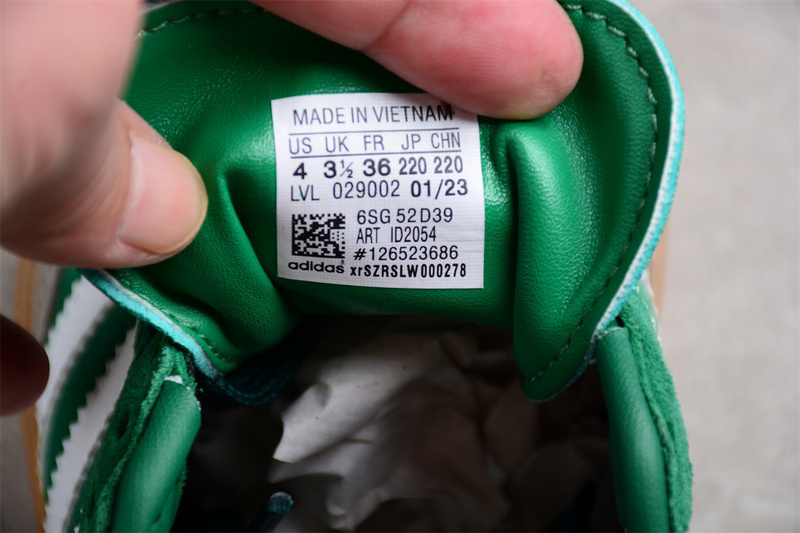 MADE IN VIETNAM
US UK FR JP CHN
4 3½ 36 220 220
LVL 029002 01/23
6SG 52D39
ART ID2054
#126523686
adidas xrSZRSLW000278